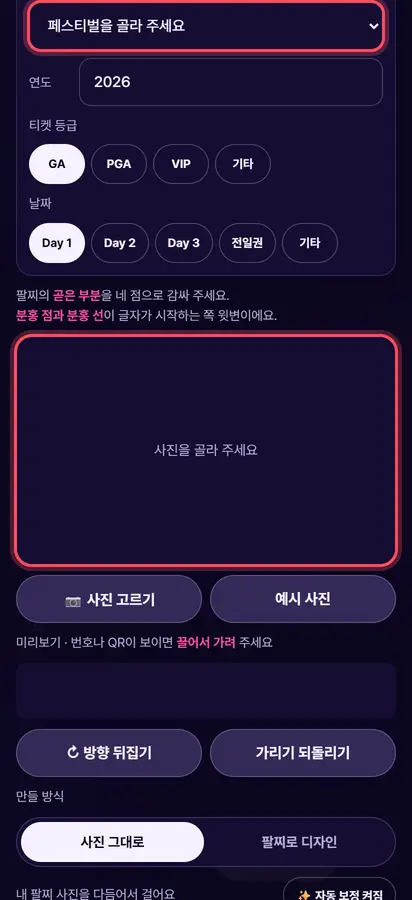 페스티벌을 골라 주세요
연도
2026
티켓 등급
GA
PGA
VIP
기타
날짜
Day 1
Day 2
Day 3
전일권
기타
팔찌의 곧은 부분을 네 점으로 감싸 주세요.
분홍 점과 분홍 선이 글자가 시작하는 쪽 윗변이에요.
사진을 골라 주세요
📷 사진 고르기
예시 사진
미리보기 · 번호나 QR이 보이면 끌어서 가려 주세요
↻ 방향 뒤집기
가리기 되돌리기
만들 방식
사진 그대로
팔찌로 디자인
내 팔찌 사진을 다듬어서 걸어요
✨ 자동 보정 켜짐